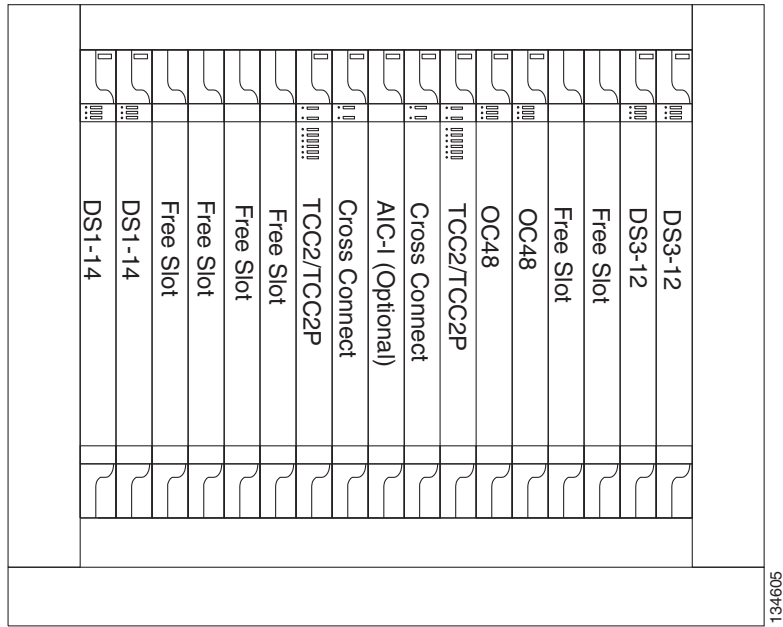 DS1-14
DS1-14
Free Slot
Free Slot
Free Slot
Free Slot
TCC2/TCC2P
Cross Connect
AIC-I (Optional)
Cross Connect
TCC2/TCC2P
OC48
OC48
Free Slot
Free Slot
DS3-12
DS3-12
134605